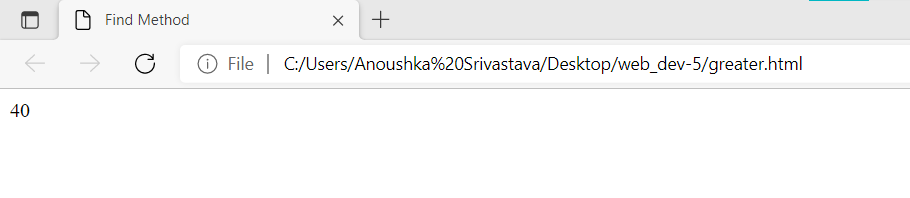 Find Method
File | C:/Users/Anoushka%20Srivastava/Desktop/web_dev-5/greater.html
40